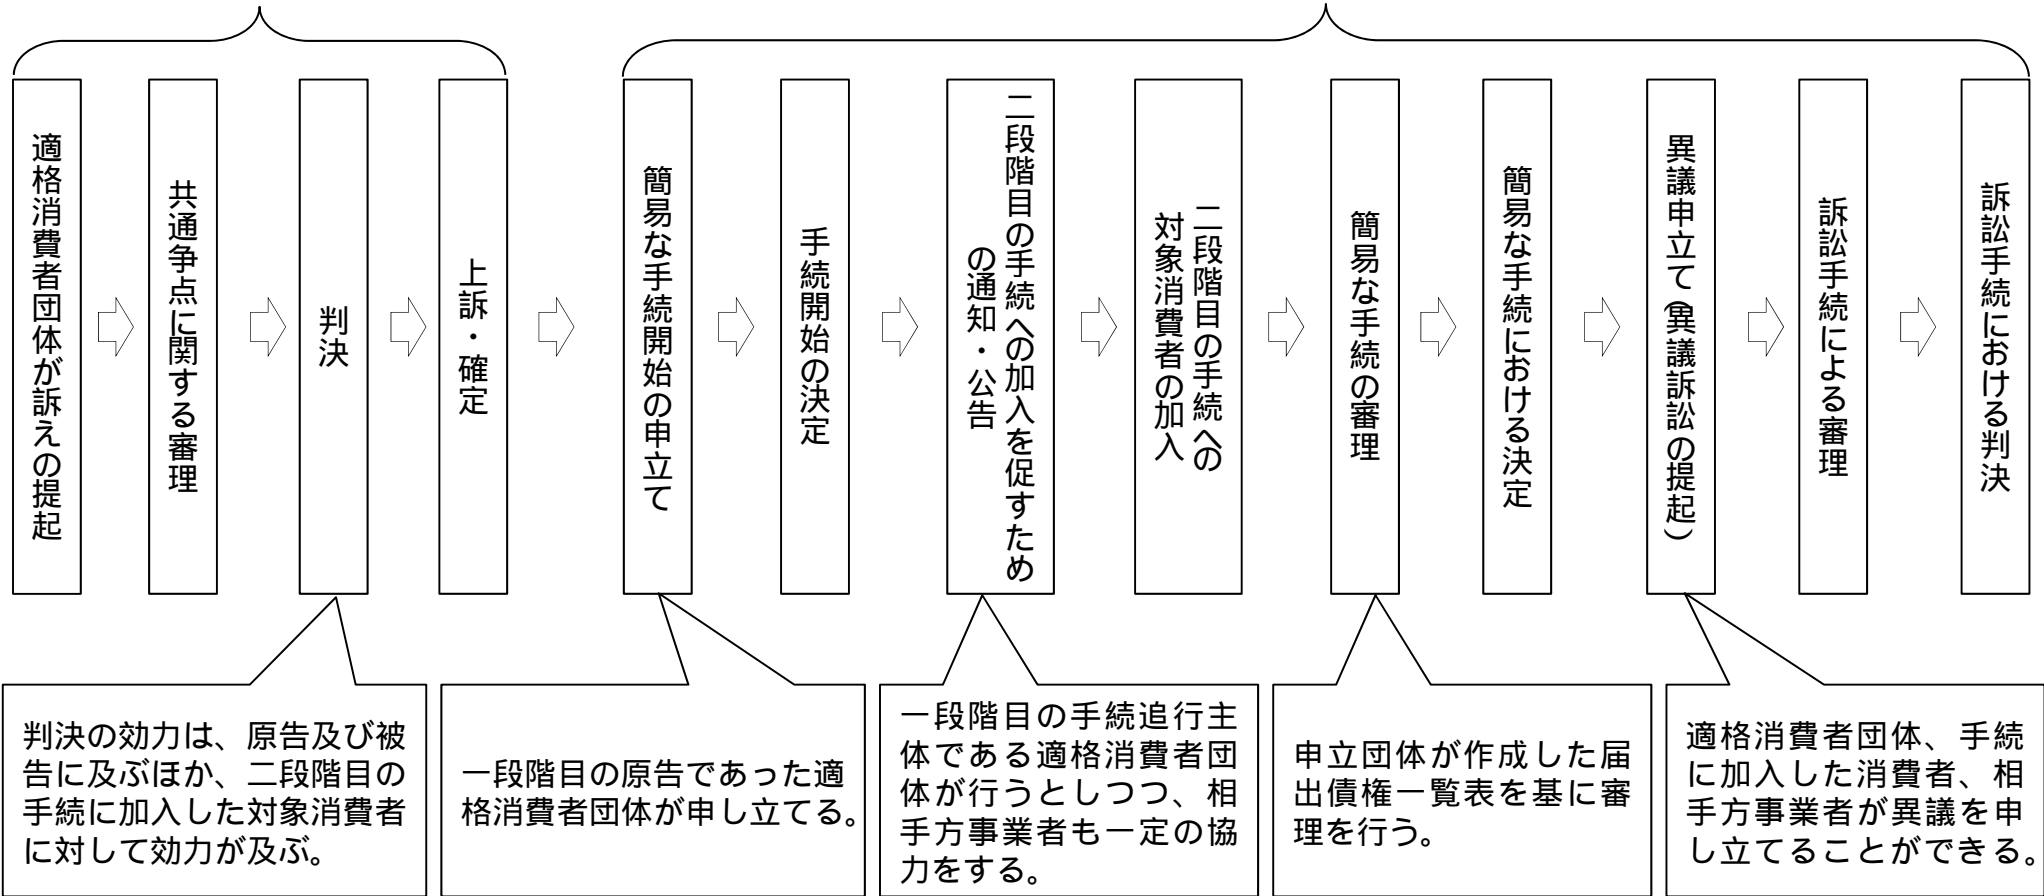 適格消費者団体が訴えの提起
共通争点に関する審理
判決
上訴・確定
簡易な手続開始の申立て
手続開始の決定
二段階目の手続への加入を促すため
の通知・公告
二段階目の手続への
対象消費者の加入
簡易な手続の審理
簡易な手続における決定
異議申立て(異議訴訟の提起)
訴訟手続による審理
訴訟手続における判決
判決の効力は、原告及び被
告に及ぶほか、二段階目の
手続に加入した対象消費者
に対して効力が及ぶ。
一段階目の原告であった適
格消費者団体が申し立てる。
一段階目の手続追行主
体である適格消費者団
体が行うとしつつ、相
手方事業者も一定の協
力をする。
申立団体が作成した届
出債権一覧表を基に審
理を行う。
適格消費者団体、手続
に加入した消費者、相
手方事業者が異議を申
し立てることができる。